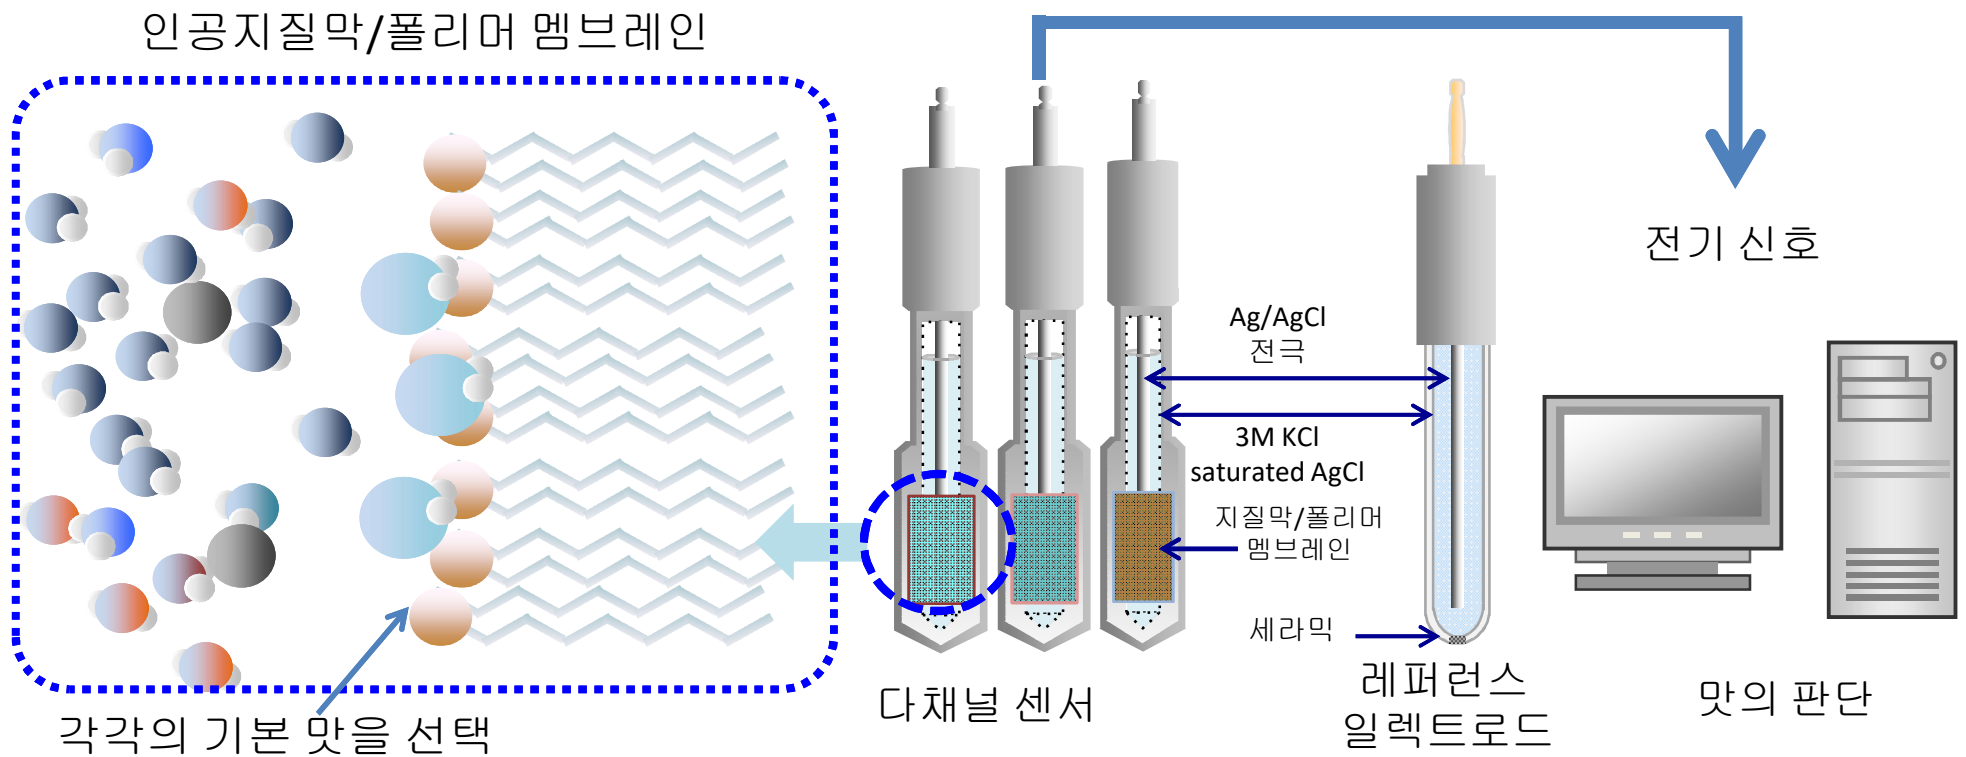 인공지질막/폴리머 멤브레인
전기 신호
Ag/AgCl
전극
3M KCl
saturated AgCl
지질막/폴리머
멤브레인
세라믹
레퍼런스
일렉트로드
다채널 센서
맛의 판단
각각의 기본 맛을 선택